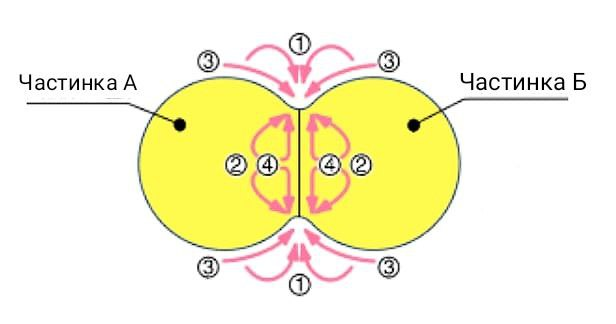 ①
③ ③
Частинка А Частинка Б
② ④ ④ ②
③ ③
①